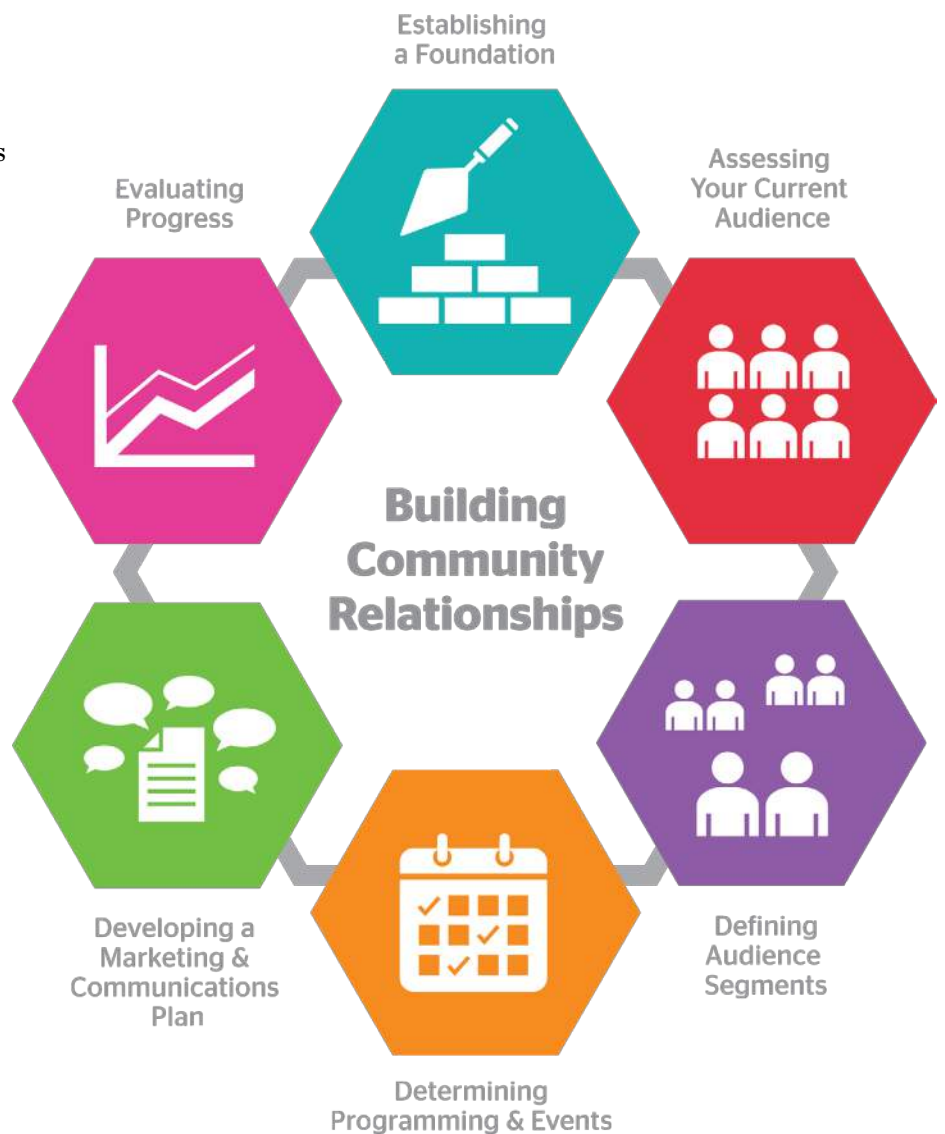 Establishing
a Foundation
s
Assessing
Your Current
Audience
Evaluating
Progress
Building
Community
Relationships
Defining
Audience
Segments
Developing a
Marketing &
Communications
Plan
Determining
Programming & Events